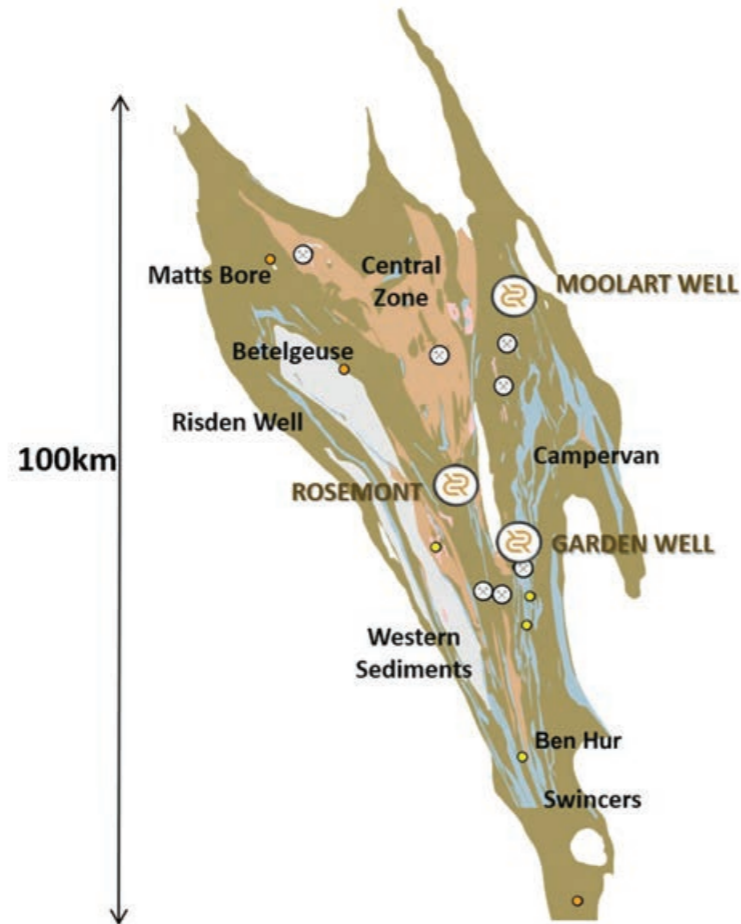 MOOLART WELL
Matts Bore
Central
Zone
Betelgeuse
Risden Well
100km
Campervan
ROSEMONT
GARDEN WELL
Western
Sediments
Ben Hur
Swincers